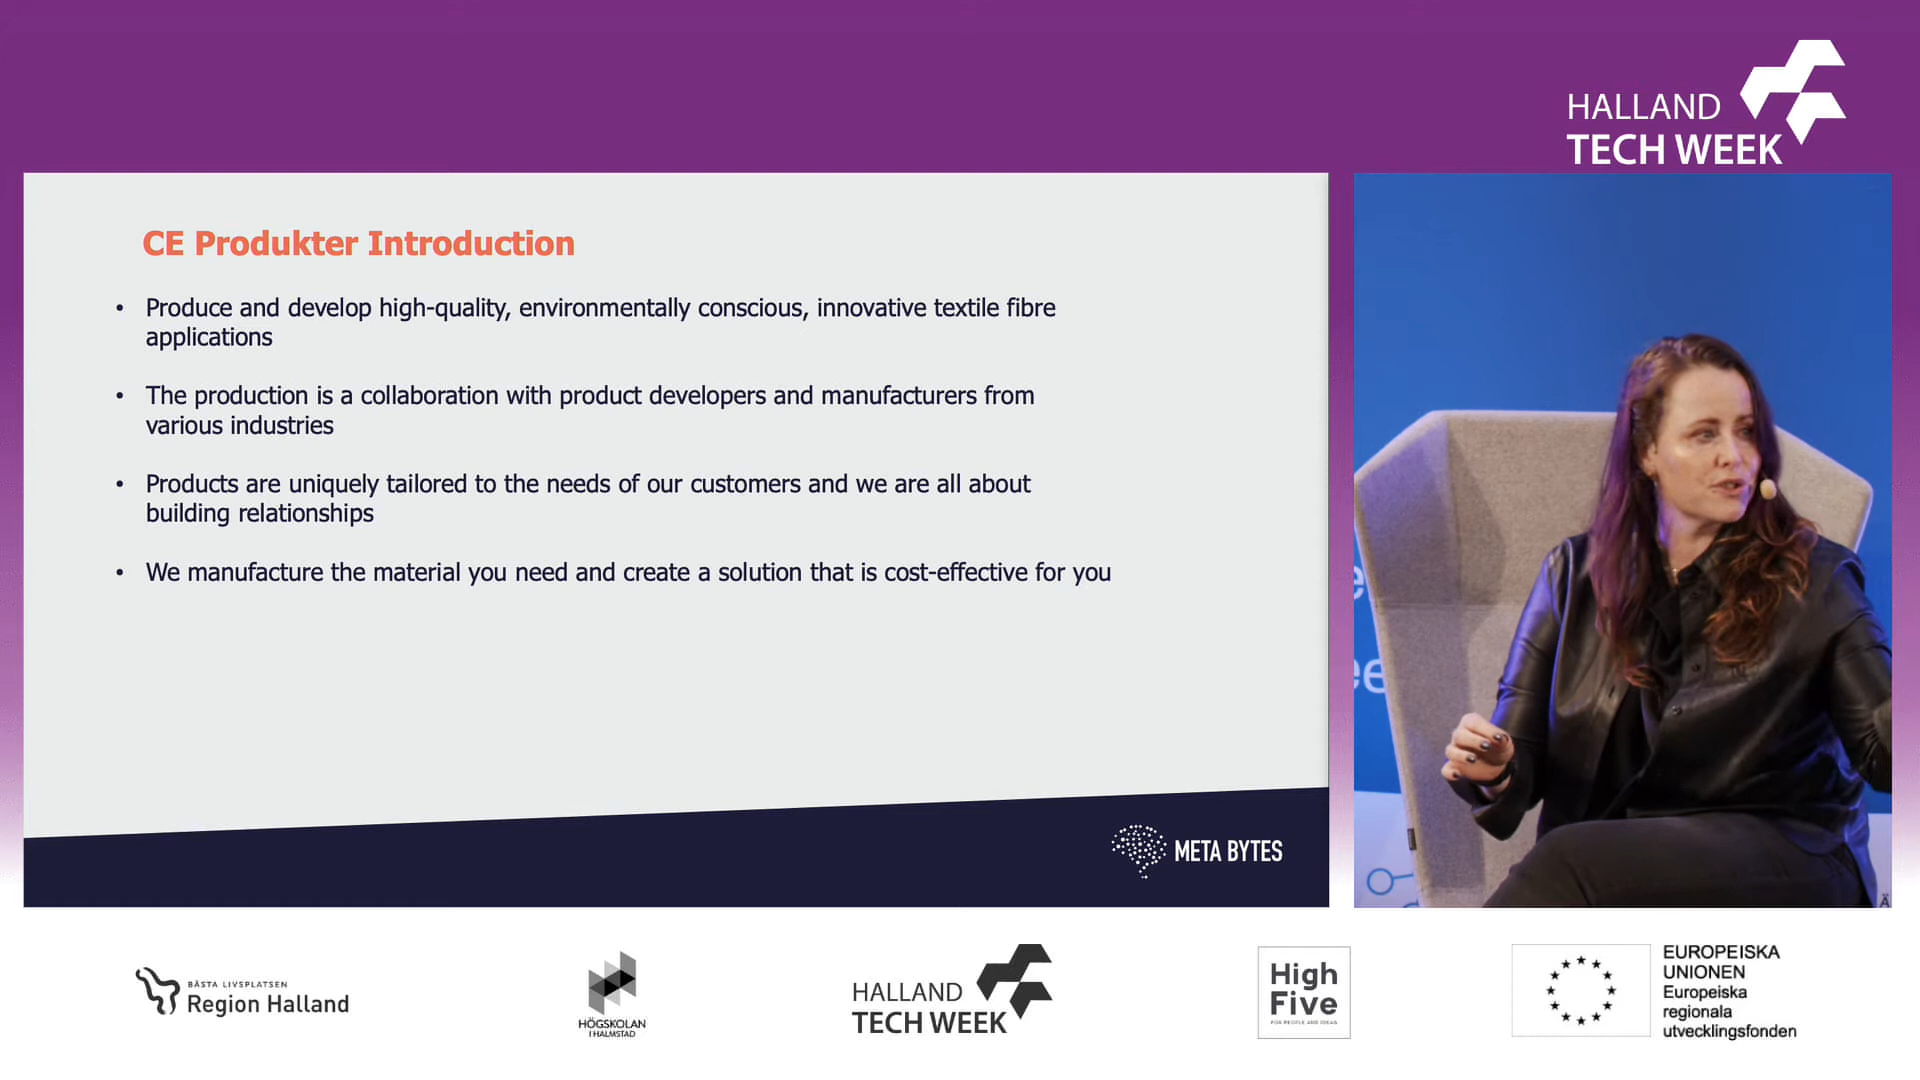 HALLAND
TECH WEEK
CE Produkter Introduction
• Produce and develop high-quality, environmentally conscious, innovative textile fibre
applications
• The production is a collaboration with product developers and manufacturers from
various industries
• Products are uniquely tailored to the needs of our customers and we are all about
building relationships
• We manufacture the material you need and create a solution that is cost-effective for you
META BYTES
BÄSTA LIVSPLATSEN
Region Halland
HÖGSKOLAN
I HALMSTAD
HALLAND
TECH WEEK
High
Five
FOR PEOPLE AND IDEAS
EUROPEISKA
UNIONEN
Europeiska
regionala
utvecklingsfonden